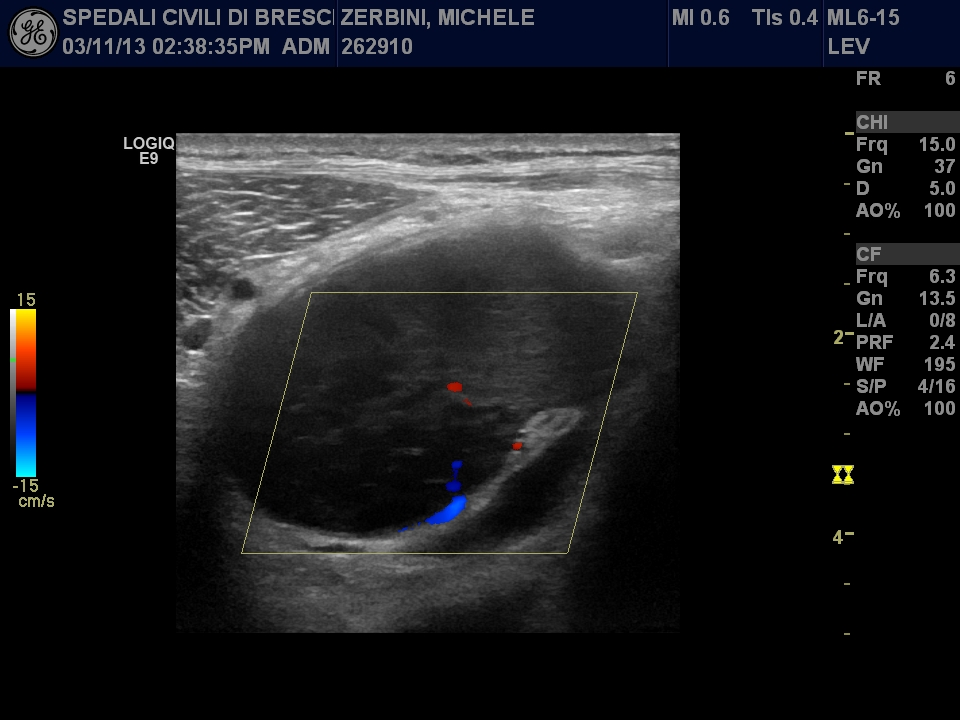 SPEDALI CIVILI DI BRESCI ZERBINI, MICHELE MI 0.6 TIs 0.4 ML6-15
03/11/13 02:38:35PM ADM 262910 LEV
GE
FR 6
LOGIQ
E9
CHI
Frq 15.0
Gn 37
D 5.0
AO% 100
CF
Frq 6.3
Gn 13.5
L/A 0/8
PRF 2.4
WF 195
S/P 4/16
AO% 100
15
-15
cm/s
2
4